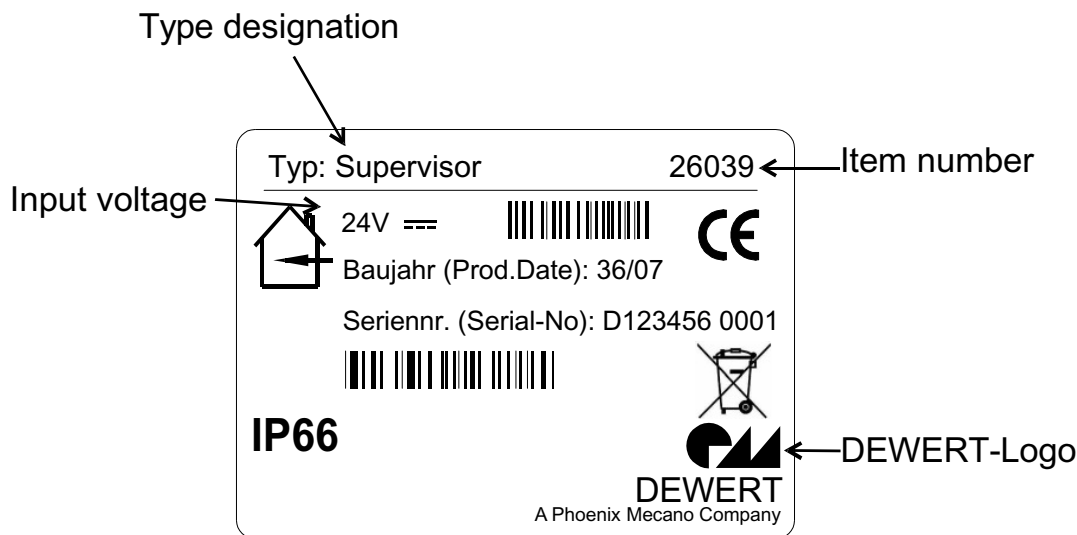 Type designation
Typ: Supervisor 26039
Item number
Input voltage
24V
CE
Baujahr (Prod.Date): 36/07
Seriennr. (Serial-No): D123456 0001
IP66
DEWERT-Logo
DEWERT
A Phoenix Mecano Company